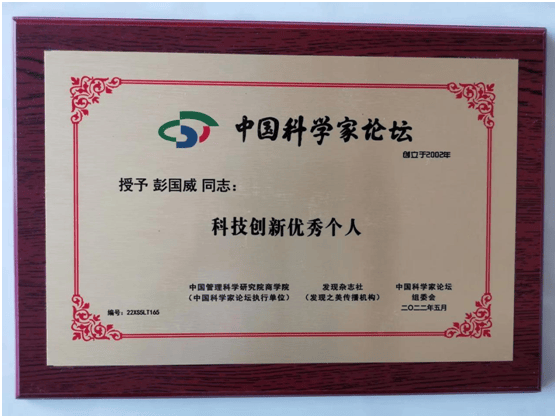 中国科学家论坛
创立于2002年
授予 彭国威 同志：
科技创新优秀个人
中国管理科学研究院商学院 发现杂志社 中国科学家论坛
（中国科学家论坛执行单位） （发现之美传播机构） 组委会
编号：22XS5LT165 二〇二二年五月